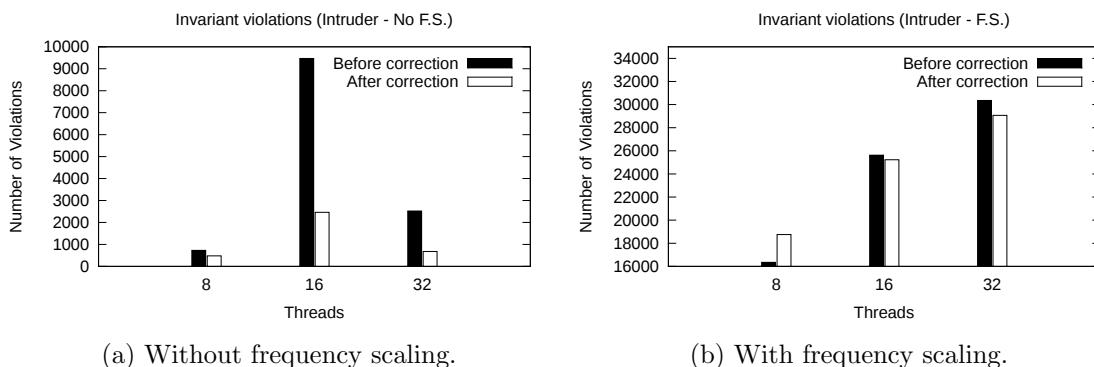 Invariant violations (Intruder - No F.S.)
Number of Violations
10000
9000
8000
7000
6000
5000
4000
3000
2000
1000
0
Before correction
After correction
8 16 32
Threads
(a) Without frequency scaling.
Invariant violations (Intruder - F.S.)
Number of Violations
34000
32000
30000
28000
26000
24000
22000
20000
18000
16000
Before correction
After correction
8 16 32
Threads
(b) With frequency scaling.